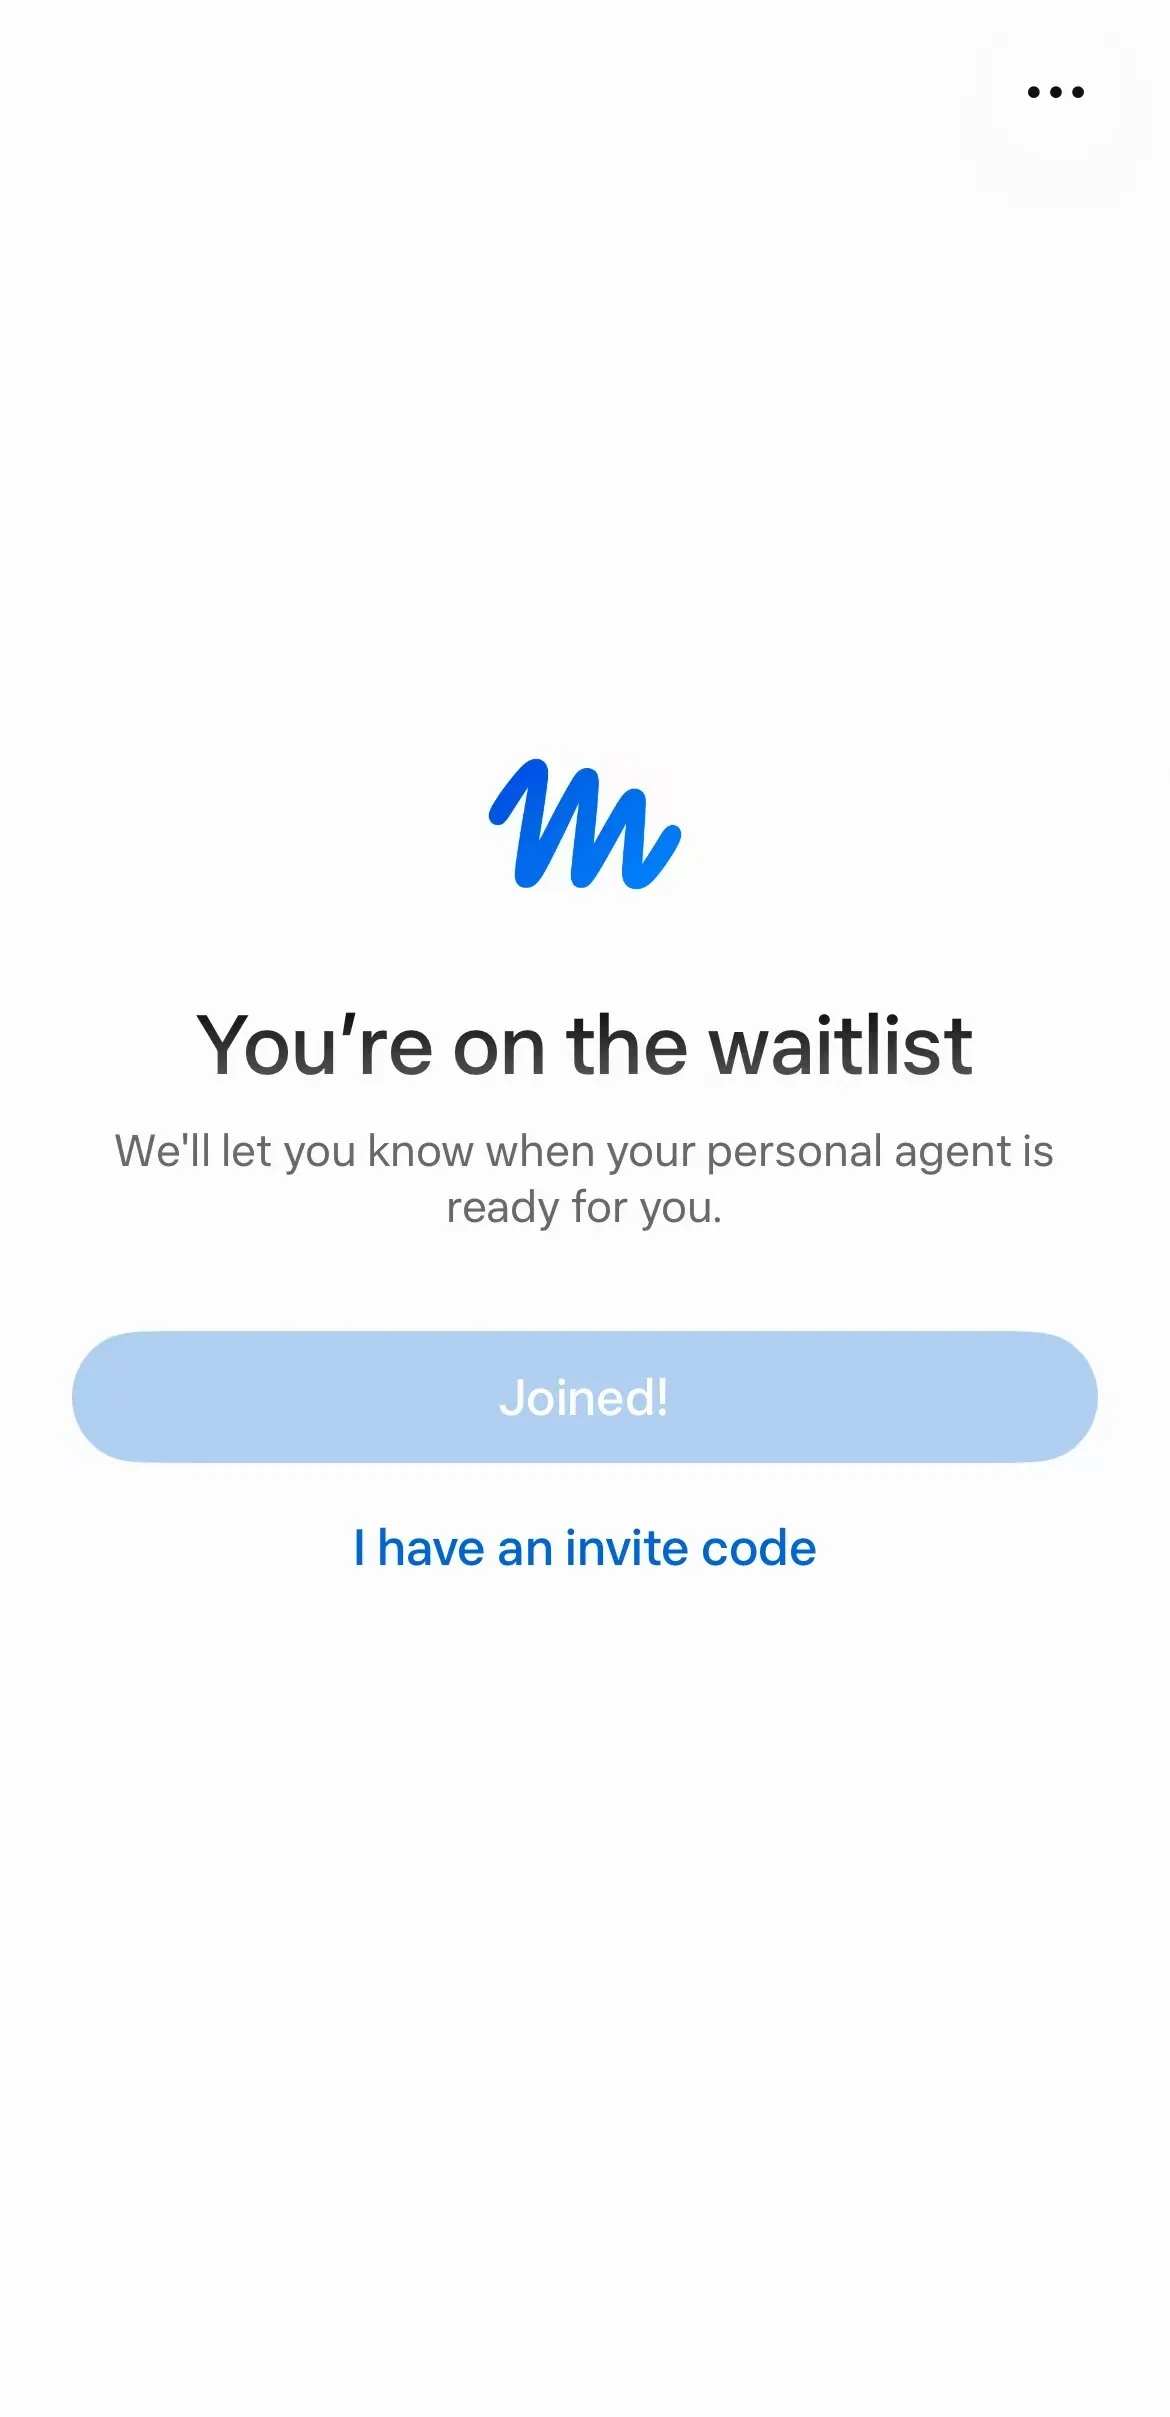 You’re on the waitlist
We'll let you know when your personal agent is
ready for you.
Joined!
I have an invite code